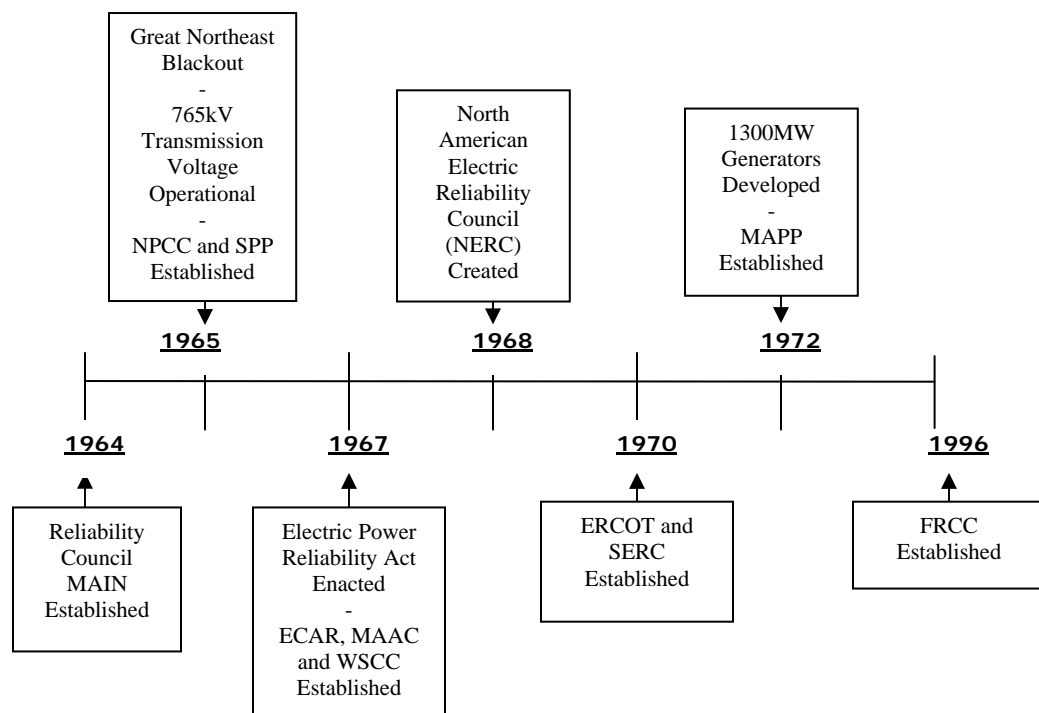 Great Northeast
Blackout
-
765kV
Transmission
Voltage
Operational
-
NPCC and SPP
Established
North
American
Electric
Reliability
Council
(NERC)
Created
1300MW
Generators
Developed
-
MAPP
Established
1965
1968
1972
1964
1967
1970
1996
Reliability
Council
MAIN
Established
Electric Power
Reliability Act
Enacted
-
ECAR, MAAC
and WSCC
Established
ERCOT and
SERC
Established
FRCC
Established